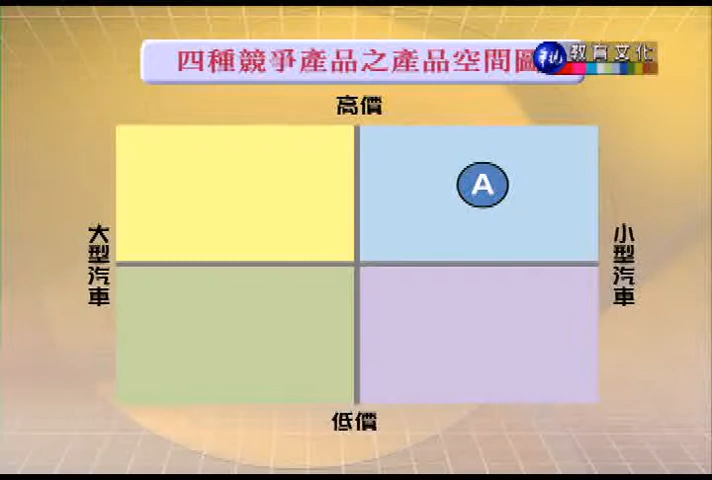 四種競爭產品之產品空間圖
教育文化
高價
A
大型汽車
小型汽車
低價